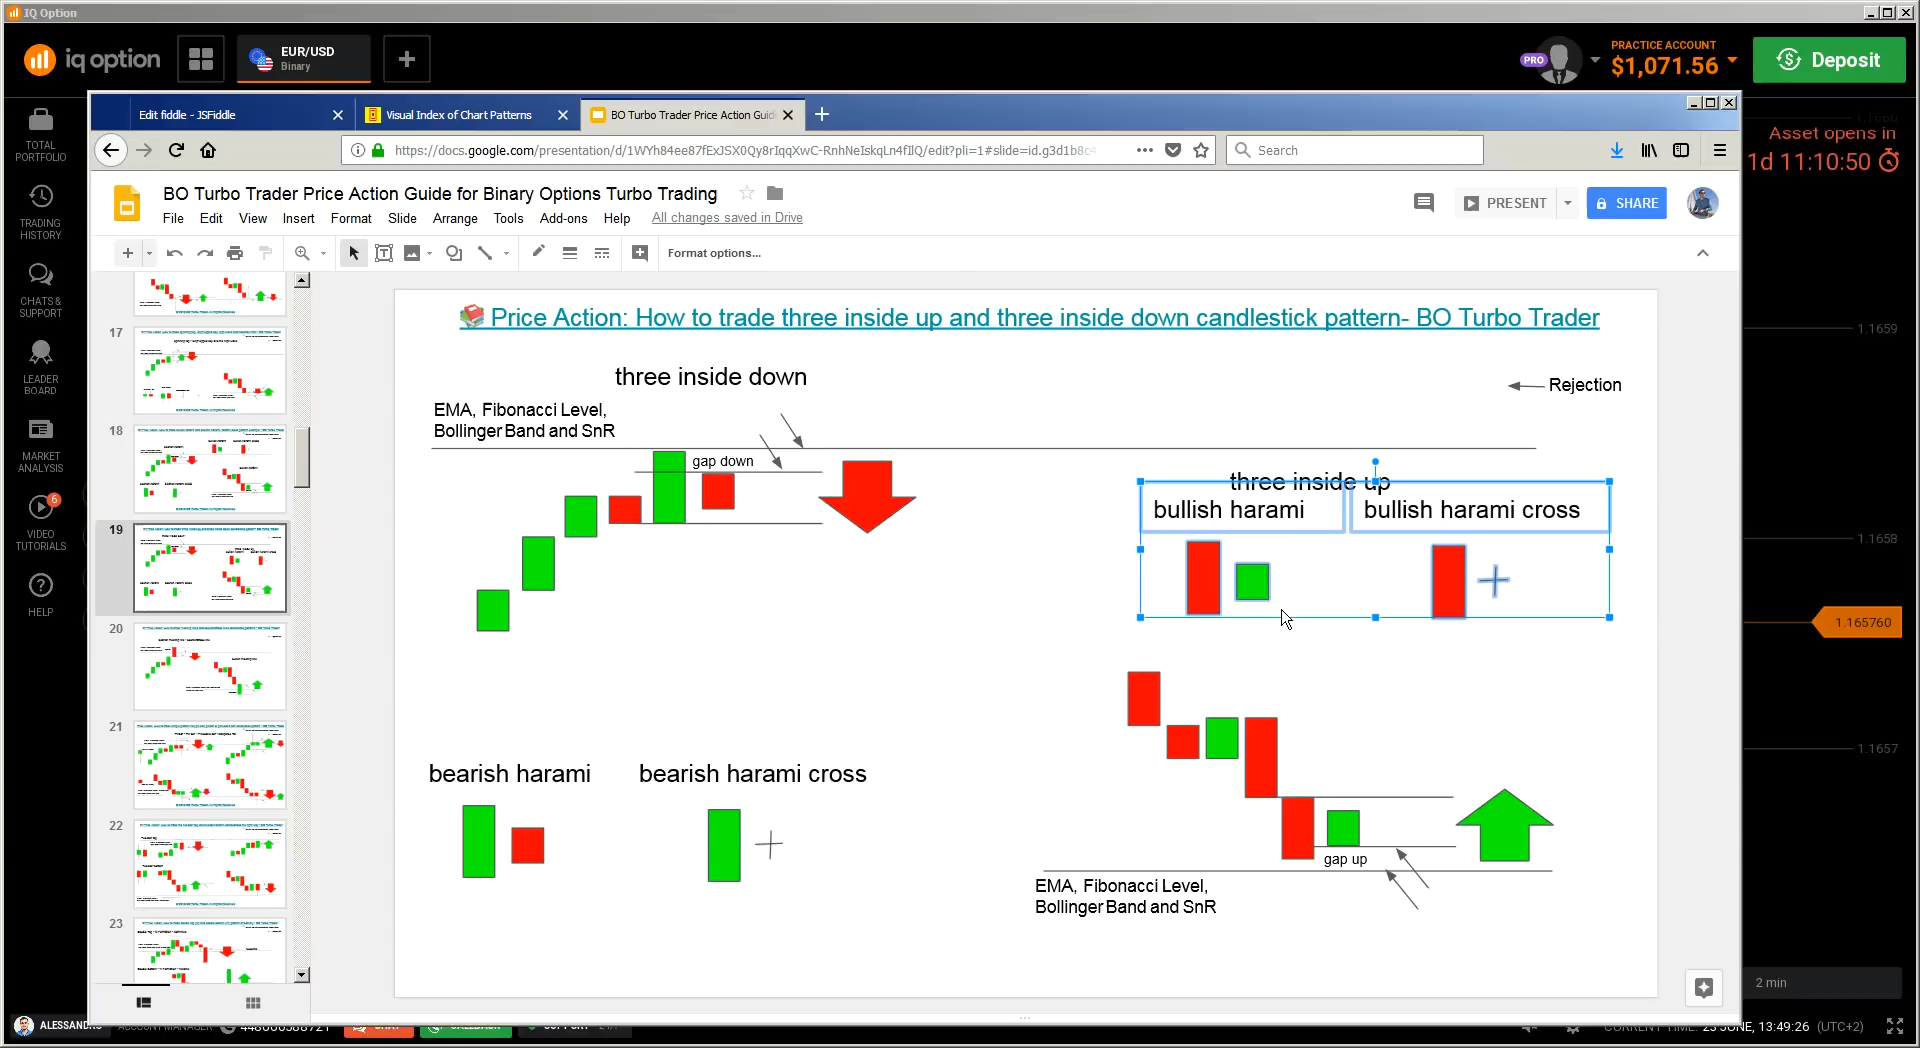 IQ Option
iq option
EUR/USD
Binary
PRO
PRACTICE ACCOUNT
$1,071.56
Deposit
TOTAL
PORTFOLIO
TRADING
HISTORY
CHATS &
SUPPORT
LEADER
BOARD
MARKET
ANALYSIS
6
VIDEO
TUTORIALS
HELP
Edit fiddle - JSFiddle
Visual Index of Chart Patterns
BO Turbo Trader Price Action Guid
https://docs.google.com/presentation/d/1WYh84ee87fExJSX0Qy8rIqqXwC-RnhNeIskqLn4fIlQ/edit?pli=1#slide=id.g3d1b8c4
Search
Asset opens in
1d 11:10:50
BO Turbo Trader Price Action Guide for Binary Options Turbo Trading
File Edit View Insert Format Slide Arrange Tools Add-ons Help All changes saved in Drive
PRESENT
SHARE
Format options...
17
18
19
20
21
22
23
Price Action: How to trade three inside up and three inside down candlestick pattern- BO Turbo Trader
three inside down
Rejection
EMA, Fibonacci Level,
Bollinger Band and SnR
gap down
three inside up
bullish harami
bullish harami cross
bearish harami
bearish harami cross
gap up
EMA, Fibonacci Level,
Bollinger Band and SnR
1.1659
1.1658
1.165760
1.1657
2 min
ALESSANDR
CURRENT TIME: 23 JUNE, 13:49:26 (UTC+2)